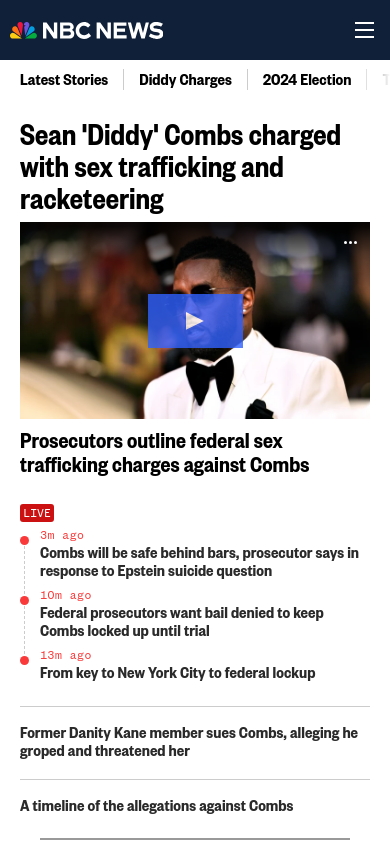 NBC NEWS
Latest Stories
Diddy Charges
2024 Election
Sean 'Diddy' Combs charged
with sex trafficking and
racketeering
Prosecutors outline federal sex
trafficking charges against Combs
LIVE
3m ago
Combs will be safe behind bars, prosecutor says in
response to Epstein suicide question
10m ago
Federal prosecutors want bail denied to keep
Combs locked up until trial
13m ago
From key to New York City to federal lockup
Former Danity Kane member sues Combs, alleging he
groped and threatened her
A timeline of the allegations against Combs